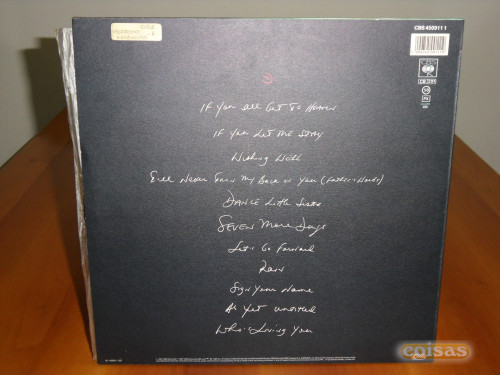 CBS 450911 1
IF You All Get To Heaven
IF You Let Me STAY
Wishing Well
I'll Never Turn My Back on You (Father's Words)
DANCE Little Sister
SEVEN More Days
Let's Go Forward
Rain
Sign Your Name
As Yet Untitled
Who's Loving You
coisas